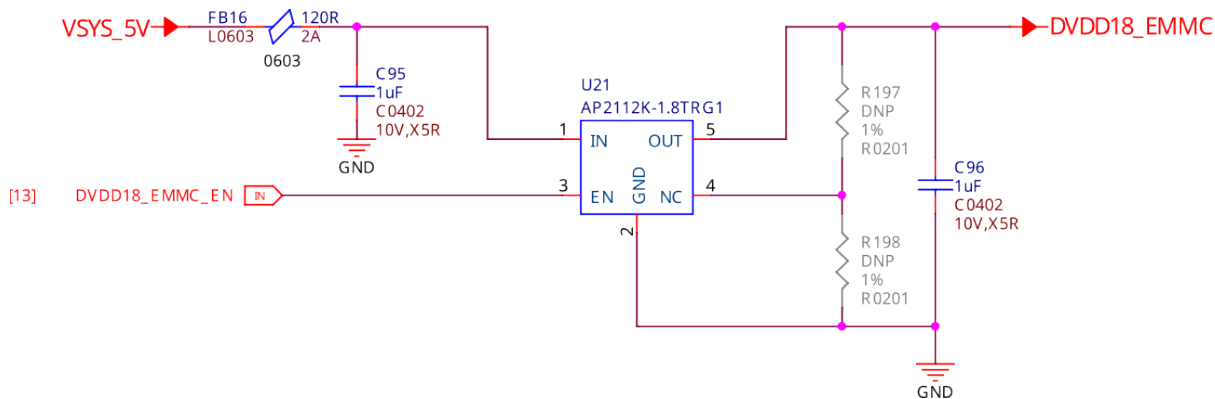 VSYS_5V
FB16
L0603
120R
2A
0603
C95
1uF
C0402
10V,X5R
GND
U21
AP2112K-1.8TRG1
1
IN
OUT
5
3
EN
GND
NC
4
2
[13]
DVDD18_EMMC_EN
IN
DVDD18_EMMC
R197
DNP
1%
R0201
R198
DNP
1%
R0201
C96
1uF
C0402
10V,X5R
GND